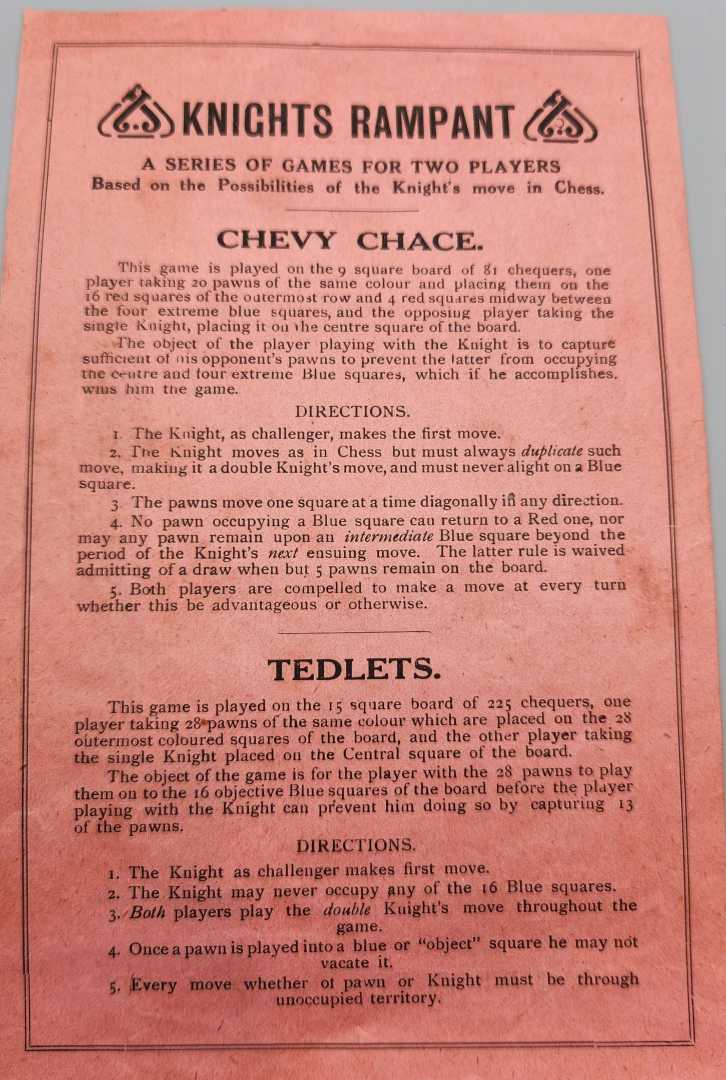 KNIGHTS RAMPANT
A SERIES OF GAMES FOR TWO PLAYERS
Based on the Possibilities of the Knight's move in Chess.
CHEVY CHACE.
This game is played on the 9 square board of 81 chequers, one
player taking 20 pawns of the same colour and placing them on the
16 red squares of the outermost row and 4 red squares midway between
the four extreme blue squares, and the opposing player taking the
single Knight, placing it on the centre square of the board.
The object of the player playing with the Knight is to capture
sufficient of his opponent's pawns to prevent the latter from occupying
the centre and four extreme Blue squares, which if he accomplishes,
wins him the game.
DIRECTIONS.
1. The Knight, as challenger, makes the first move.
2. The Knight moves as in Chess but must always duplicate such
move, making it a double Knight's move, and must never alight on a Blue
square.
3. The pawns move one square at a time diagonally in any direction.
4. No pawn occupying a Blue square can return to a Red one, nor
may any pawn remain upon an intermediate Blue square beyond the
period of the Knight's next ensuing move. The latter rule is waived
admitting of a draw when but 5 pawns remain on the board.
5. Both players are compelled to make a move at every turn
whether this be advantageous or otherwise.
TEDLETS.
This game is played on the 15 square board of 225 chequers, one
player taking 28 pawns of the same colour which are placed on the 28
outermost coloured squares of the board, and the other player taking
the single Knight placed on the Central square of the board.
The object of the game is for the player with the 28 pawns to play
them on to the 16 objective Blue squares of the board before the player
playing with the Knight can prevent him doing so by capturing 13
of the pawns.
DIRECTIONS.
1. The Knight as challenger makes first move.
2. The Knight may never occupy any of the 16 Blue squares.
3. Both players play the double Knight's move throughout the
game.
4. Once a pawn is played into a blue or "object" square he may not
vacate it.
5. Every move whether of pawn or Knight must be through
unoccupied territory.